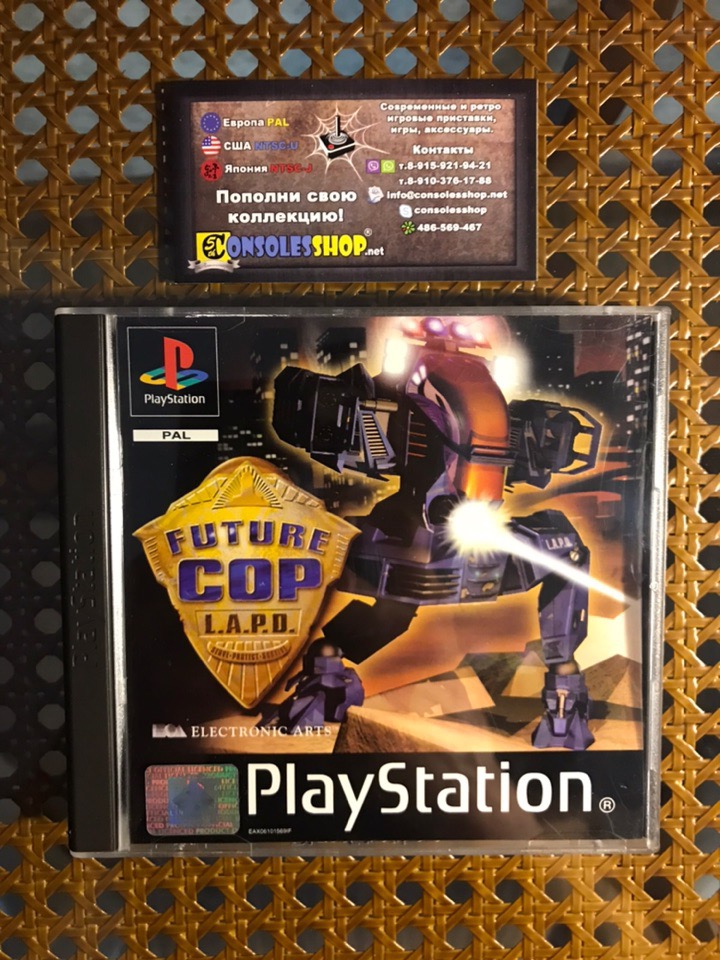 Европа PAL
США NTSC-U
Япония NTSC-J
Пополни свою
коллекцию!
CONSOLESSHOP.net
Современные и ретро
игровые приставки,
игры, аксессуары.
Контакты
т.8-915-921-94-21
т.8-910-376-17-88
info@consolesshop.net
consolesshop
486-569-467
PlayStation
PAL
FUTURE
COP
L.A.P.D.
L.A.P.D.
ELECTRONIC ARTS
PlayStation®
PlayStation